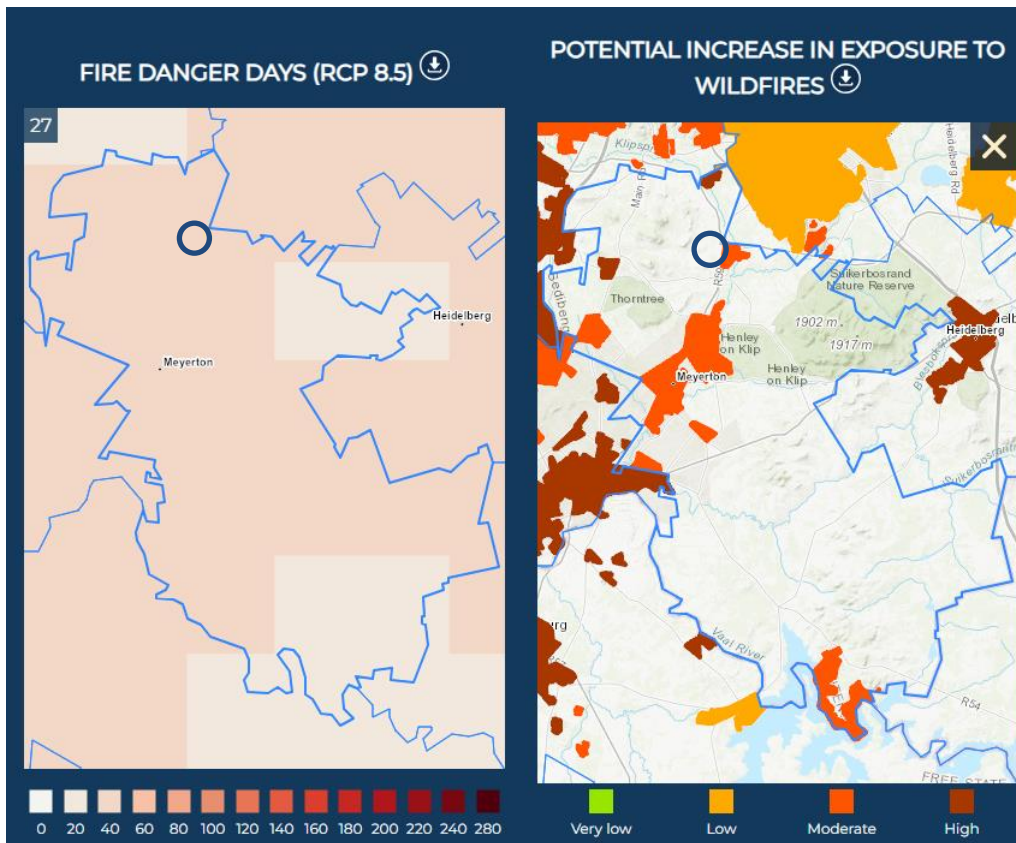 FIRE DANGER DAYS (RCP 8.5)
27
Meyerton
Heidelberg
0 20 40 60 80 100 120 140 160 180 200 220 240 280
POTENTIAL INCREASE IN EXPOSURE TO
WILDFIRES
Main
Heidelberg
Rd
Thorntree
R59
Suikerbosrand
Nature Reserve
1902 m
1917 m
Henley
on Klip
Henley
on Klip
Meyerton
Heidelberg
Vaal River
R54
FREE STATE
Very low Low Moderate High